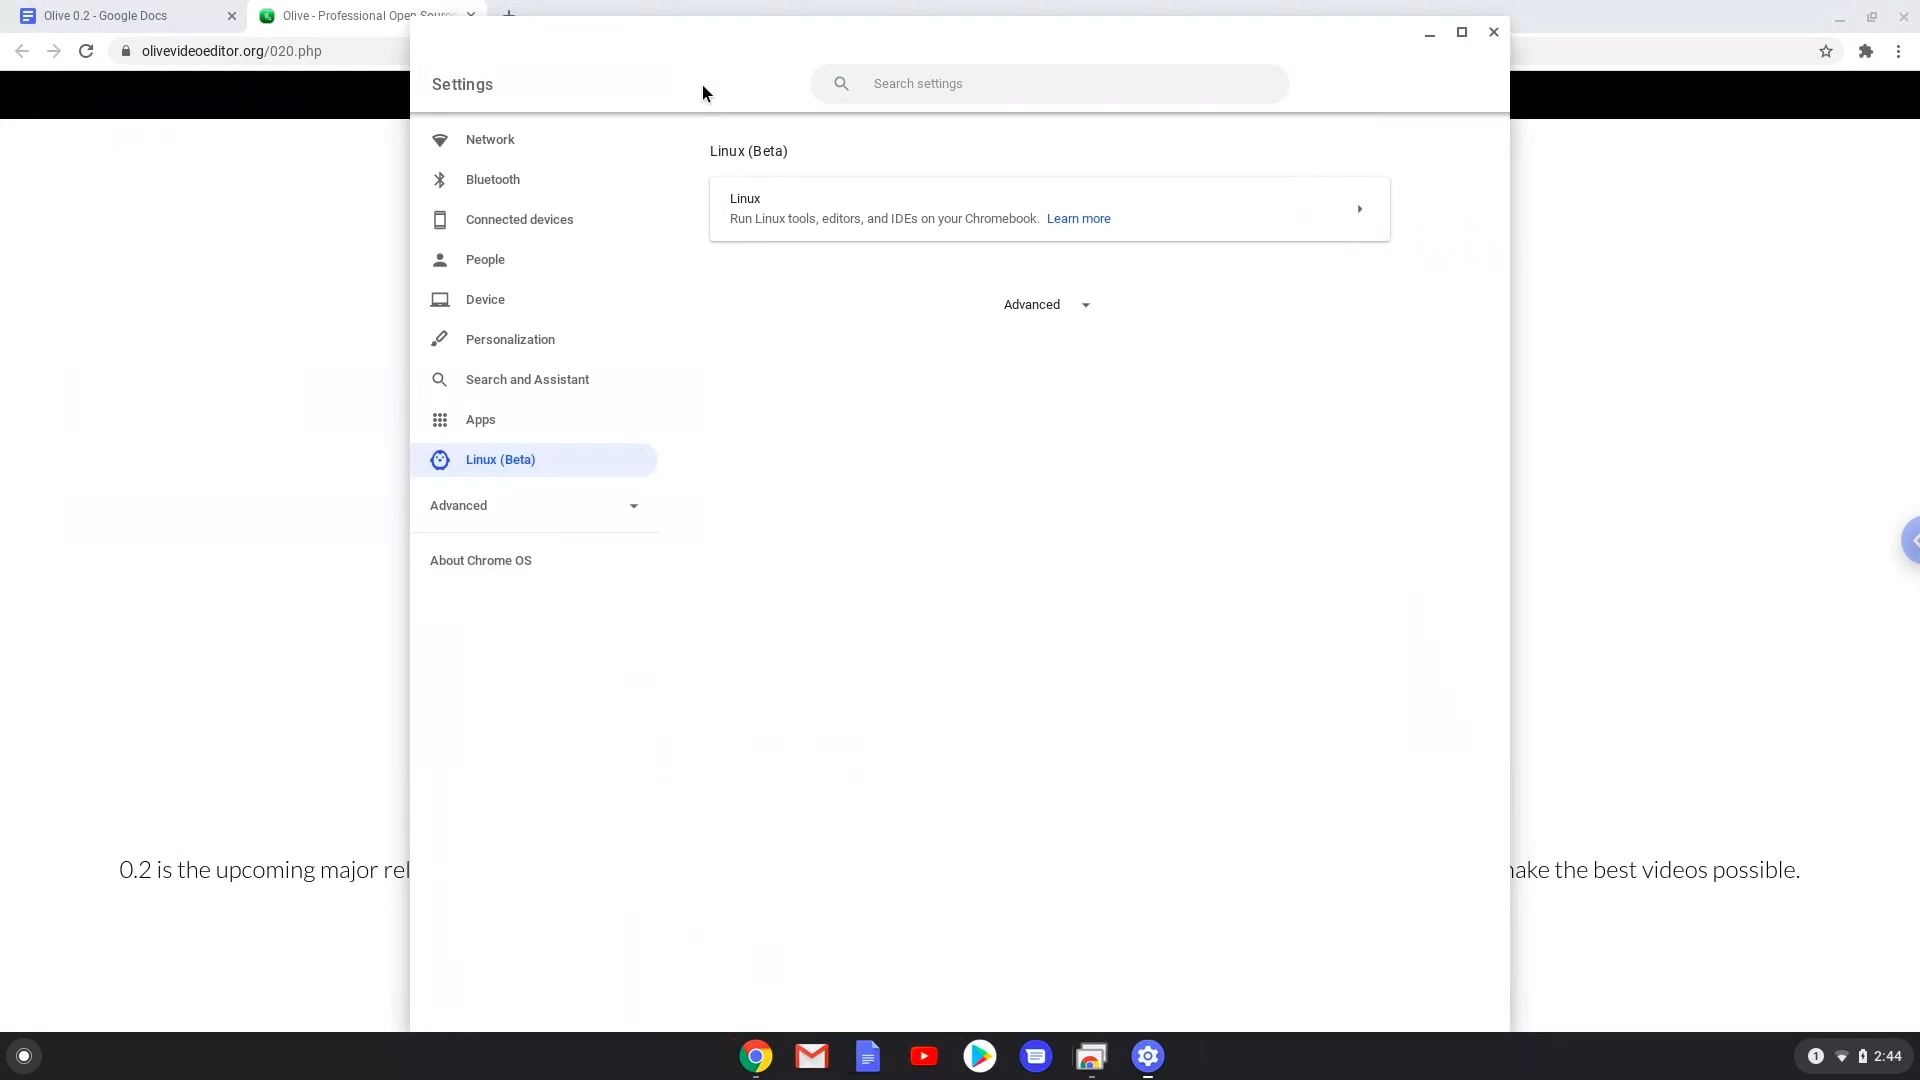 Olive 0.2 - Google Docs
Olive - Professional Open Source
olivevideoeditor.org/020.php
Settings
Search settings
Network
Bluetooth
Connected devices
People
Device
Personalization
Search and Assistant
Apps
Linux (Beta)
Advanced
About Chrome OS
Linux (Beta)
Linux
Run Linux tools, editors, and IDEs on your Chromebook. Learn more
Advanced
0.2 is the upcoming major rel
ake the best videos possible.
1 2:44